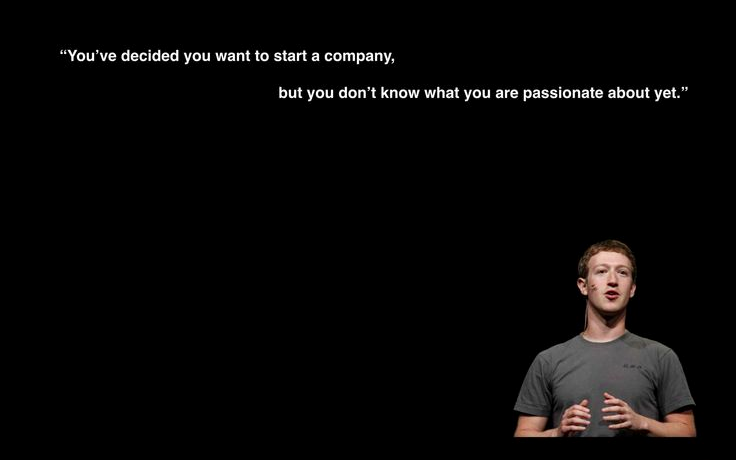 “You’ve decided you want to start a company,
but you don’t know what you are passionate about yet.”